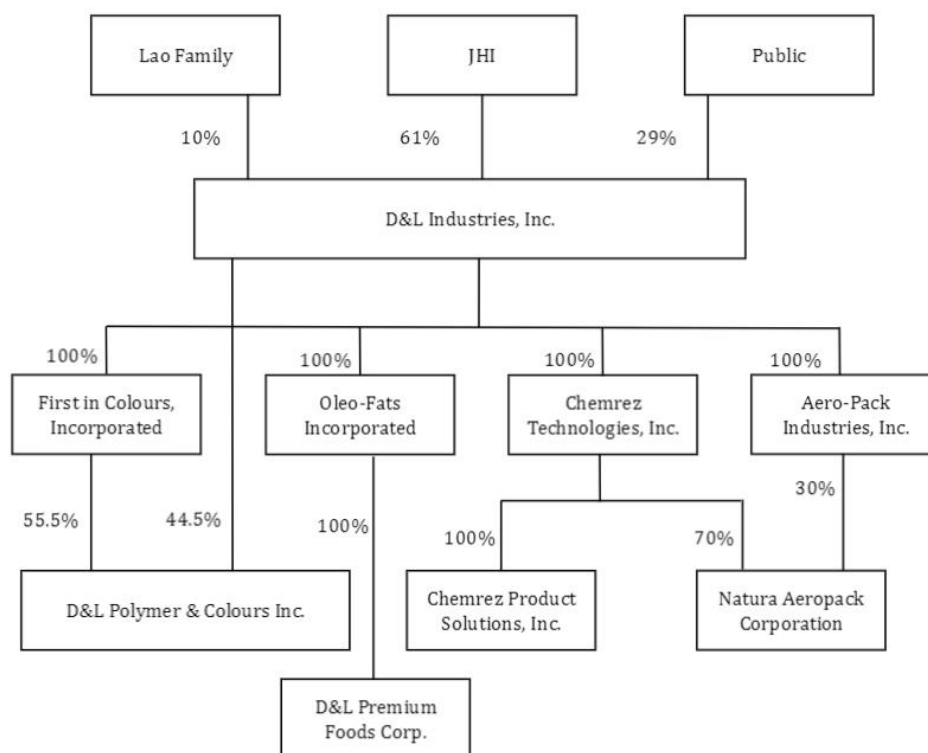 Lao Family
JHI
Public
10%
61%
29%
D&L Industries, Inc.
100%
100%
100%
100%
First in Colours,
Incorporated
Oleo-Fats
Incorporated
Chemrez
Technologies, Inc.
Aero-Pack
Industries, Inc.
55.5%
44.5%
100%
100%
70%
30%
D&L Polymer & Colours Inc.
Chemrez Product
Solutions, Inc.
Natura Aeropack
Corporation
D&L Premium
Foods Corp.